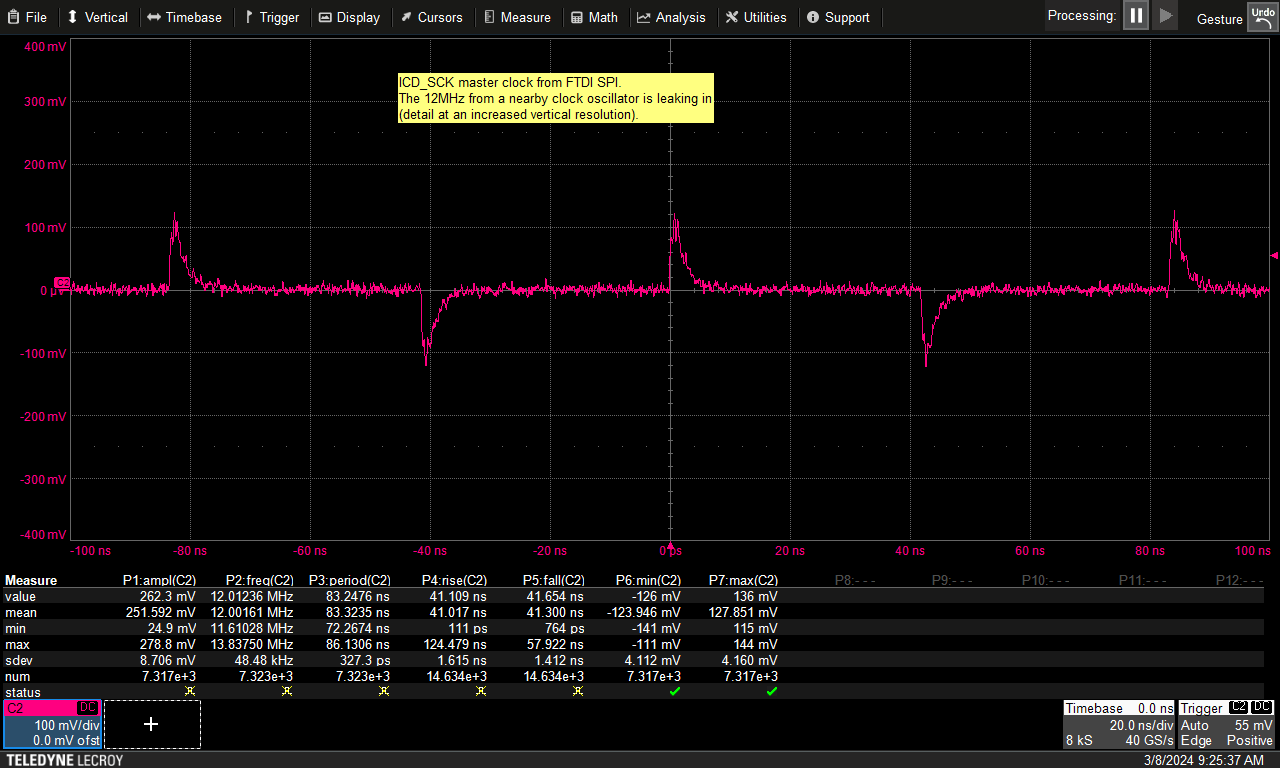 File Vertical Timebase Trigger Display Cursors Measure Math Analysis Utilities Support Processing: Gesture Undo
400 mV
ICD_SCK master clock from FTDI SPI.
The 12MHz from a nearby clock oscillator is leaking in
(detail at an increased vertical resolution).
300 mV
200 mV
100 mV
C2
0 µV
-100 mV
-200 mV
-300 mV
-400 mV
-100 ns -80 ns -60 ns -40 ns -20 ns 0 ps 20 ns 40 ns 60 ns 80 ns 100 ns
Measure P1:ampl(C2) P2:freq(C2) P3:period(C2) P4:rise(C2) P5:fall(C2) P6:min(C2) P7:max(C2) P8:- - - P9:- - - P10:- - - P11:- - - P12:- - -
value 262.3 mV 12.01236 MHz 83.2476 ns 41.109 ns 41.654 ns -126 mV 136 mV
mean 251.592 mV 12.00161 MHz 83.3235 ns 41.017 ns 41.300 ns -123.946 mV 127.851 mV
min 24.9 mV 11.61028 MHz 72.2674 ns 111 ps 764 ps -141 mV 115 mV
max 278.8 mV 13.83750 MHz 86.1306 ns 124.479 ns 57.922 ns -111 mV 144 mV
sdev 8.706 mV 48.48 kHz 327.3 ps 1.615 ns 1.412 ns 4.112 mV 4.160 mV
num 7.317e+3 7.323e+3 7.323e+3 14.634e+3 14.634e+3 7.317e+3 7.317e+3
status
C2 DC
100 mV/div
0.0 mV ofst
Timebase 0.0 ns
20.0 ns/div
8 kS 40 GS/s
Trigger C2 DC
Auto 55 mV
Edge Positive
TELEDYNE LECROY
3/8/2024 9:25:37 AM